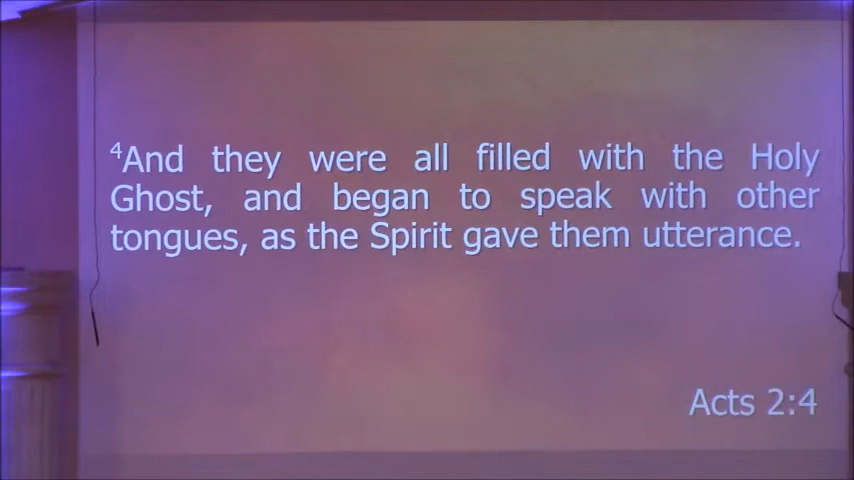 ⁴And they were all filled with the Holy
Ghost, and began to speak with other
tongues, as the Spirit gave them utterance.
Acts 2:4